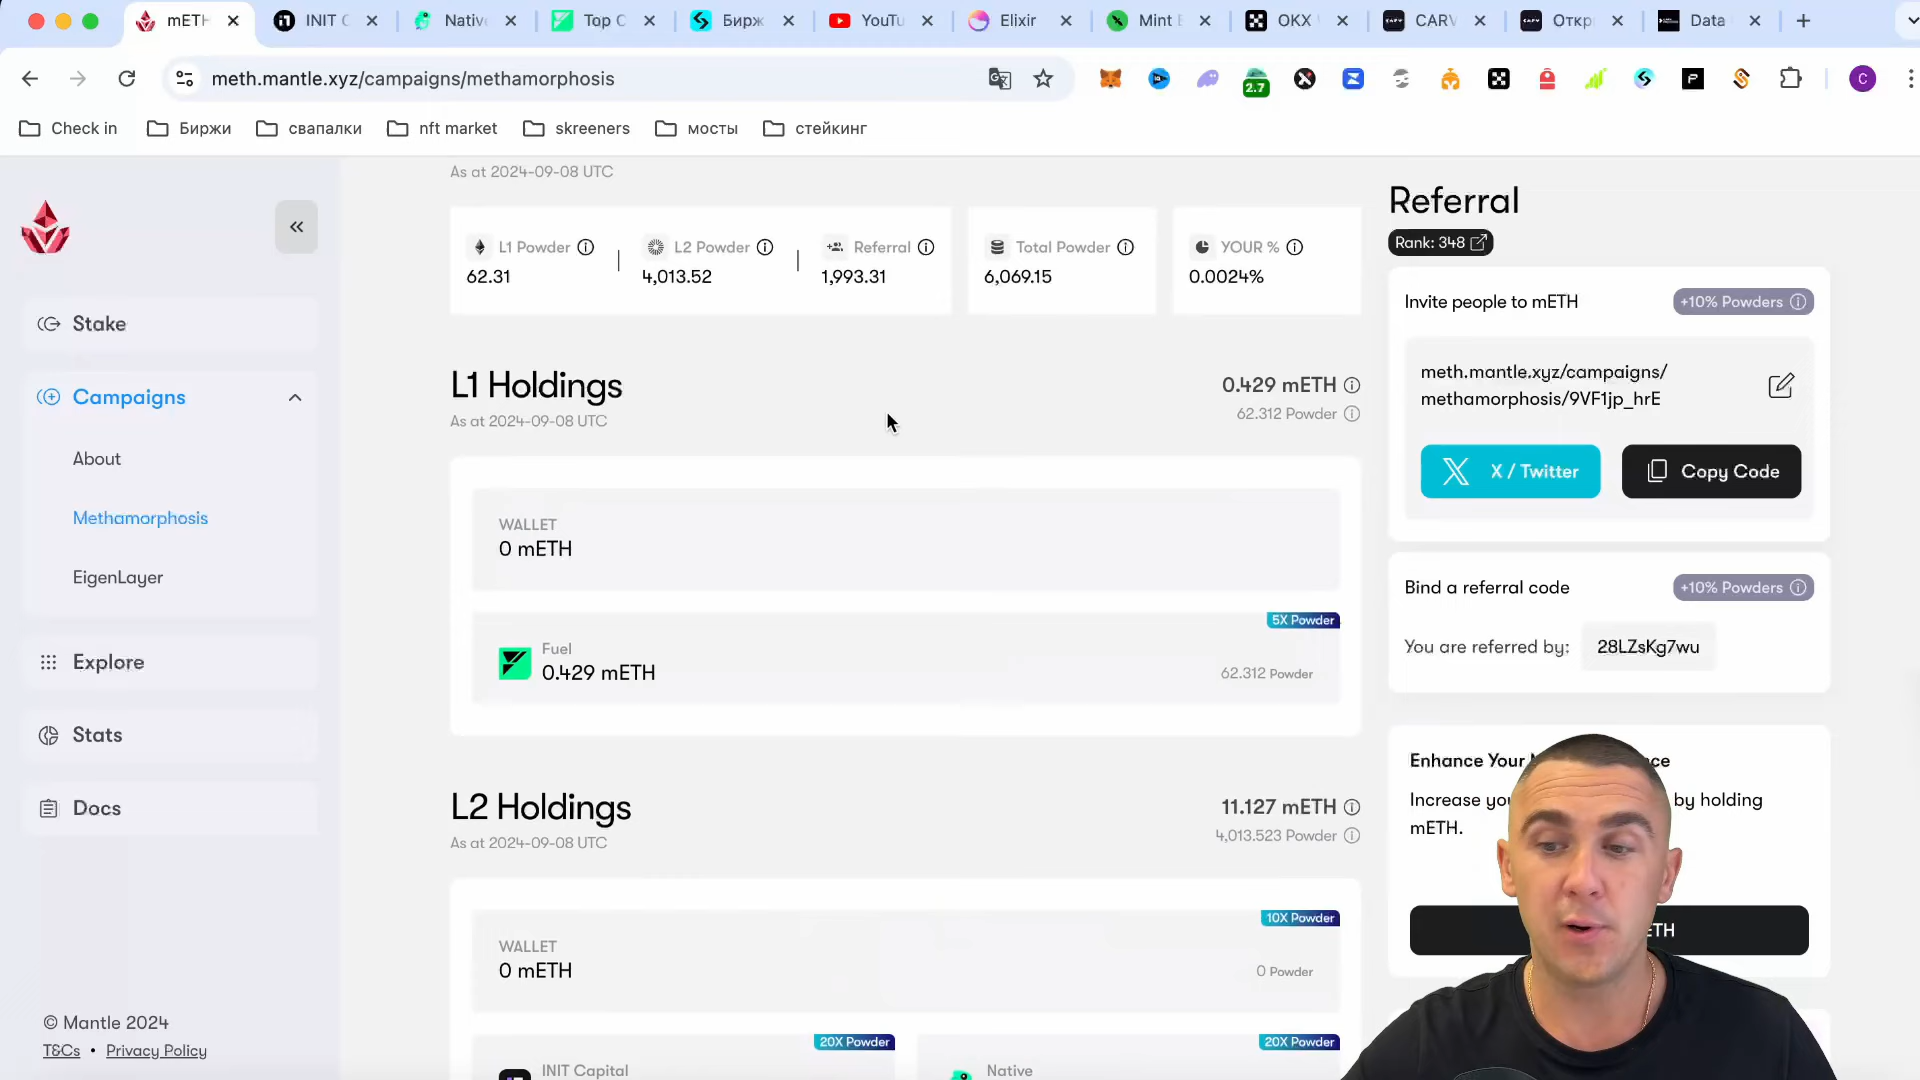 mETH
INIT C
Native
Top C
Бирж
YouTu
Elixir
Mint
OKX
CARV
Откр
Data
meth.mantle.xyz/campaigns/methamorphosis
2.7
C
Check in
Биржи
свапалки
nft market
skreeners
мосты
стейкинг
Stake
Campaigns
About
Methamorphosis
EigenLayer
Explore
Stats
Docs
© Mantle 2024
T&Cs • Privacy Policy
As at 2024-09-08 UTC
L1 Powder
62.31
L2 Powder
4,013.52
Referral
1,993.31
Total Powder
6,069.15
YOUR %
0.0024%
L1 Holdings
0.429 mETH
As at 2024-09-08 UTC
62.312 Powder
WALLET
0 mETH
5X Powder
Fuel
0.429 mETH
62.312 Powder
L2 Holdings
11.127 mETH
As at 2024-09-08 UTC
4,013.523 Powder
10X Powder
WALLET
0 mETH
0 Powder
20X Powder
INIT Capital
20X Powder
Native
Referral
Rank: 348
Invite people to mETH
+10% Powders
meth.mantle.xyz/campaigns/
methamorphosis/9VF1jp_hrE
X / Twitter
Copy Code
Bind a referral code
+10% Powders
You are referred by:
28LZsKg7wu
Enhance Your
Increase by holding
mETH.